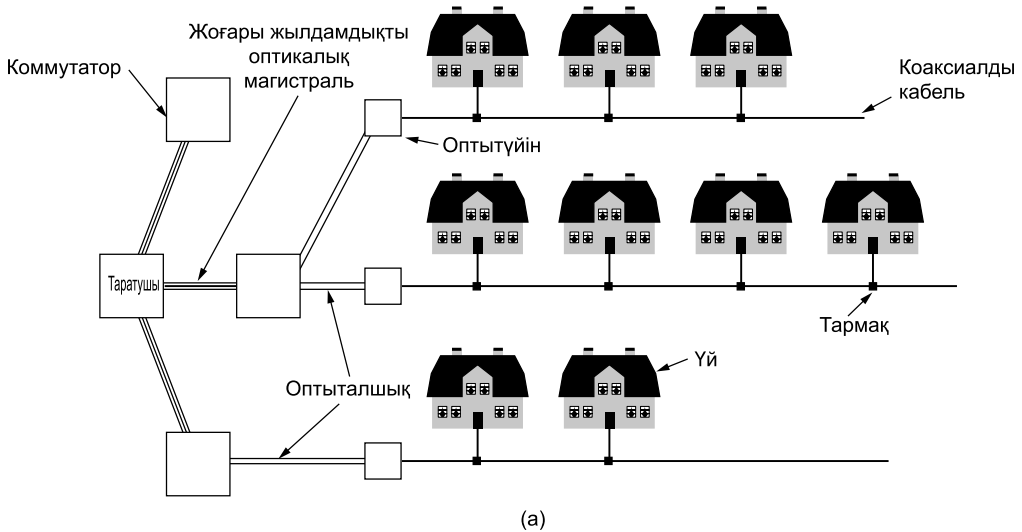 Жоғары жылдамдықты
оптикалық
магистраль
Коммутатор
Коаксиалды
кабель
Оптытүйін
Таратушы
Тармақ
Үй
Оптыталшық
(а)